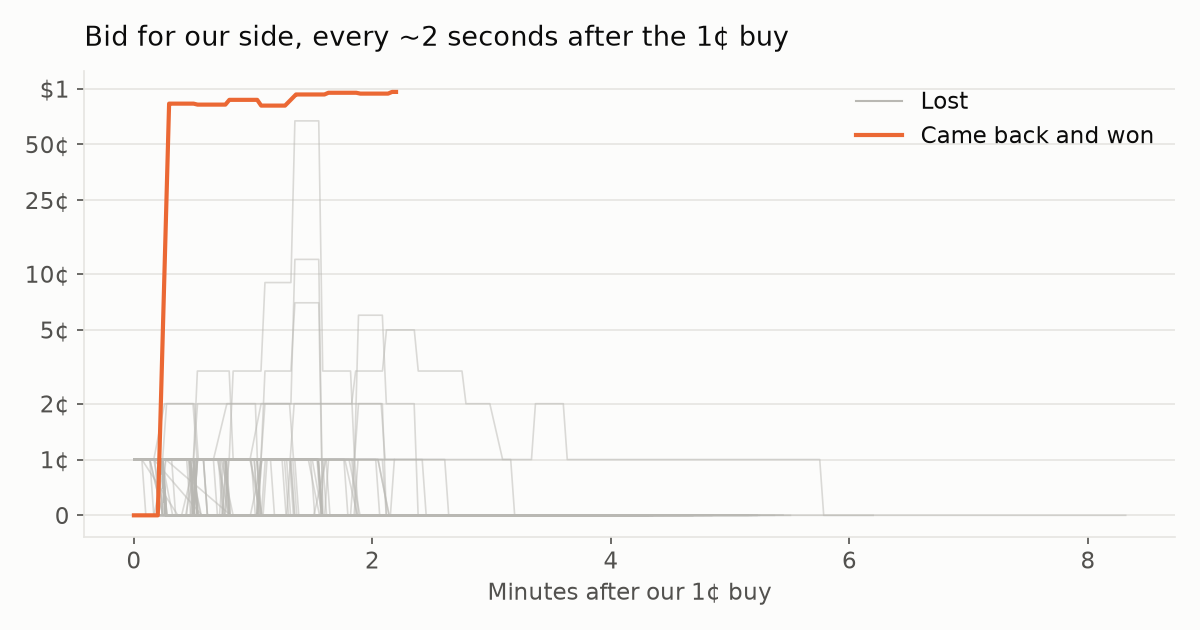 Bid for our side, every ~2 seconds after the 1¢ buy
$1
50¢
25¢
10¢
5¢
2¢
1¢
0
Lost
Came back and won
0 2 4 6 8
Minutes after our 1¢ buy